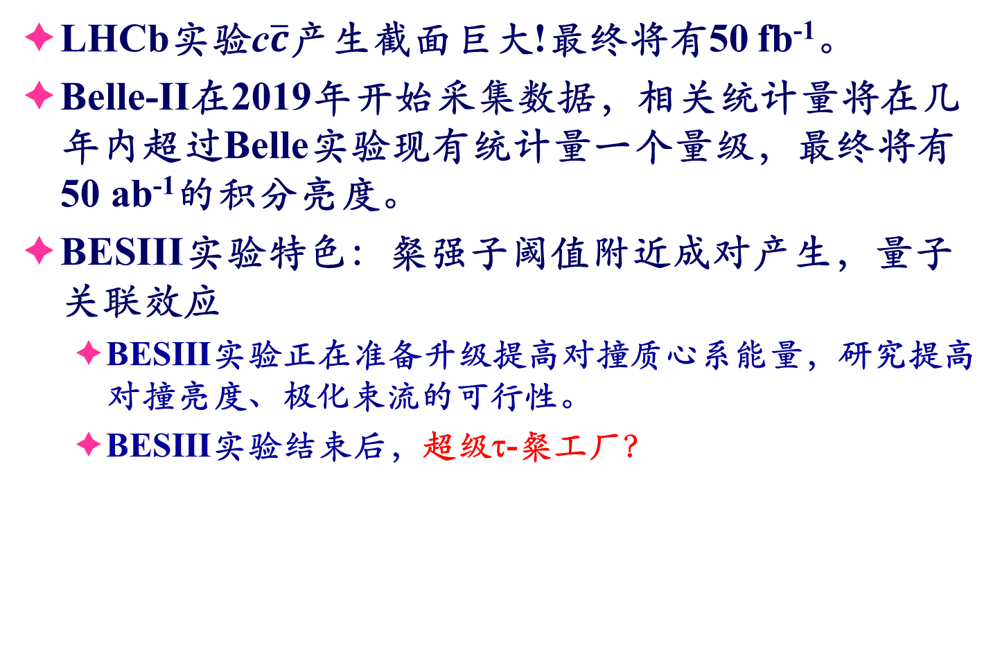 LHCb实验cc̄产生截面巨大!最终将有50 fb⁻¹。
Belle-II在2019年开始采集数据，相关统计量将在几
年内超过Belle实验现有统计量一个量级，最终将有
50 ab⁻¹的积分亮度。
BESIII实验特色：粲强子阈值附近成对产生，量子
关联效应
BESIII实验正在准备升级提高对撞质心系能量，研究提高
对撞亮度、极化束流的可行性。
BESIII实验结束后，超级τ-粲工厂？